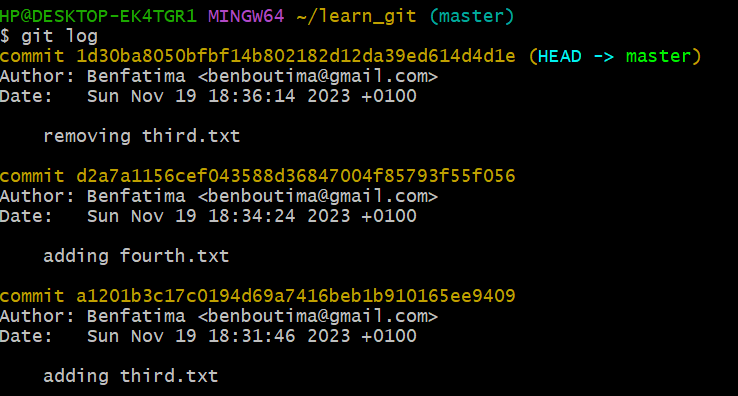 HP@DESKTOP-EK4TGR1 MINGW64 ~/learn_git (master)
$ git log
commit 1d30ba8050bfbf14b802182d12da39ed614d4d1e (HEAD -> master)
Author: Benfatima <benboutima@gmail.com>
Date:   Sun Nov 19 18:36:14 2023 +0100
removing third.txt
commit d2a7a1156cef043588d36847004f85793f55f056
Author: Benfatima <benboutima@gmail.com>
Date:   Sun Nov 19 18:34:24 2023 +0100
adding fourth.txt
commit a1201b3c17c0194d69a7416beb1b910165ee9409
Author: Benfatima <benboutima@gmail.com>
Date:   Sun Nov 19 18:31:46 2023 +0100
adding third.txt